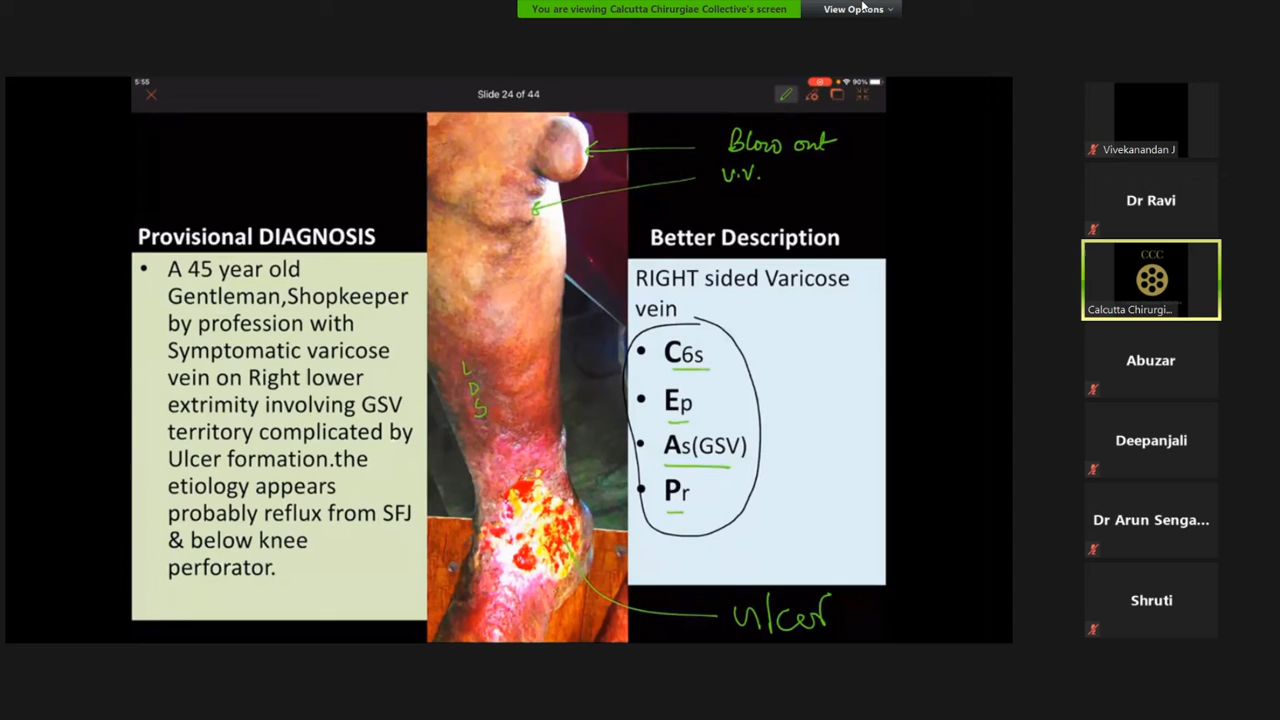 You are viewing Calcutta Chirurgiae Collective's screen
View Options
5:55
90%
Slide 24 of 44
Blow out
V.V.
Provisional DIAGNOSIS
• A 45 year old
Gentleman,Shopkeeper
by profession with
Symptomatic varicose
vein on Right lower
extrimity involving GSV
territory complicated by
Ulcer formation.the
etiology appears
probably reflux from SFJ
& below knee
perforator.
L
D
S
Better Description
RIGHT sided Varicose
vein
• C6s
• Ep
• As(GSV)
• Pr
Ulcer
Vivekanandan J
Dr Ravi
CCC
Calcutta Chirurgi...
Abuzar
Deepanjali
Dr Arun Senga...
Shruti